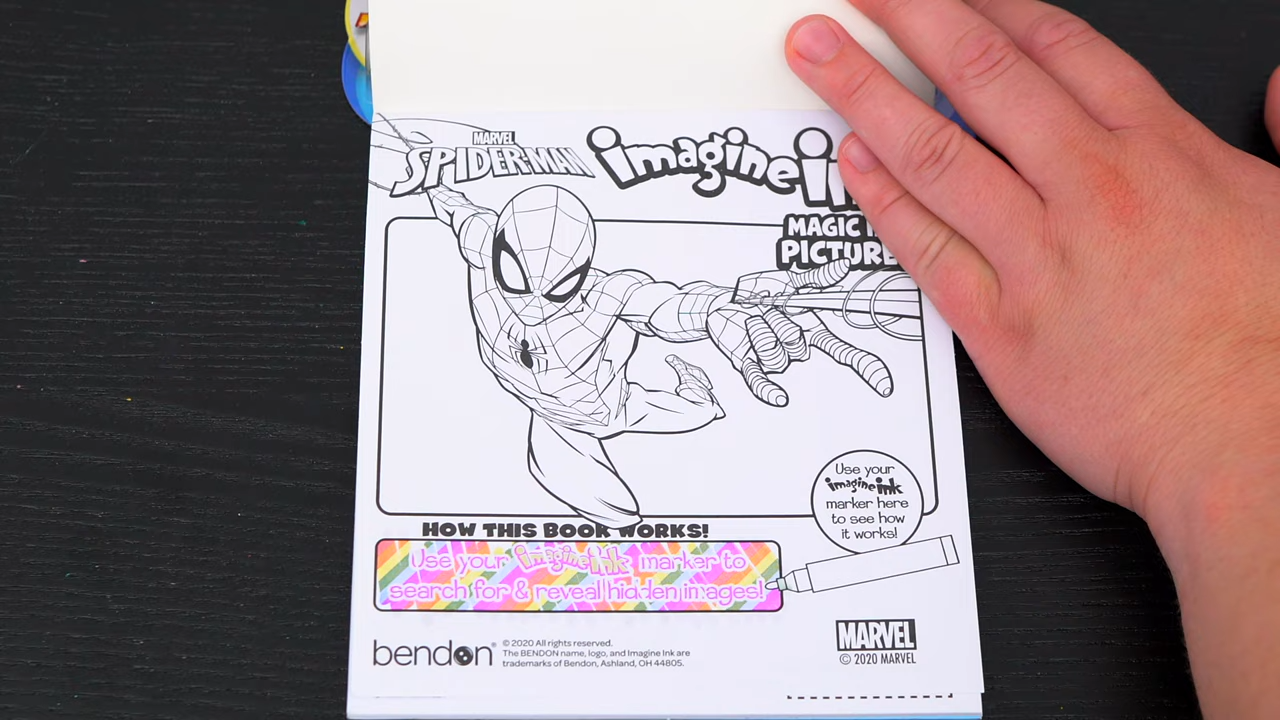 MARVEL
SPIDER-MAN
imagine
MAGIC
PICTURE
Use your
imagine ink
marker here
to see how
it works!
HOW THIS BOOK WORKS!
Use your imagine ink marker to
search for & reveal hidden images!
bendon®
© 2020 All rights reserved.
The BENDON name, logo, and Imagine Ink are
trademarks of Bendon, Ashland, OH 44805.
MARVEL
© 2020 MARVEL